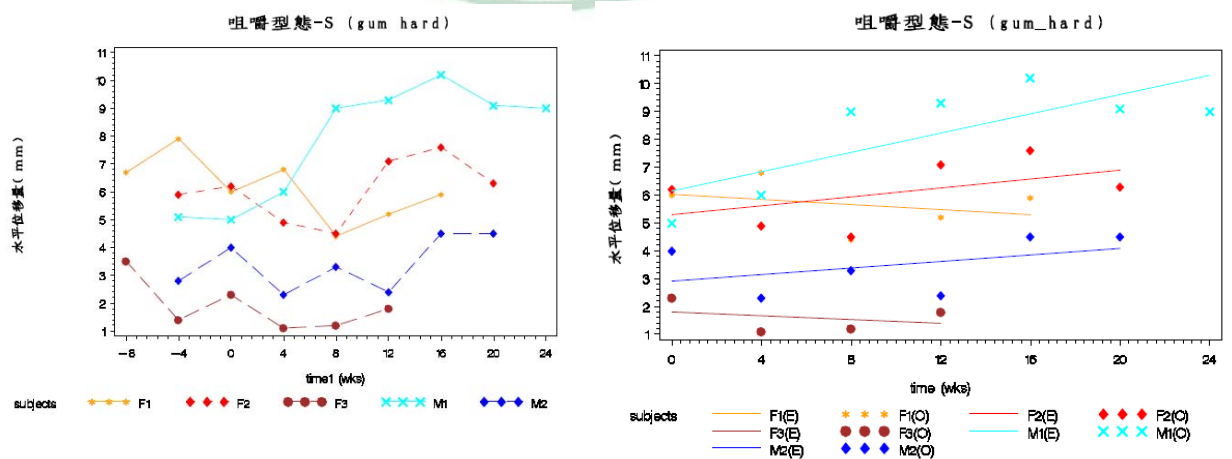 咀嚼型態-S (gum hard)
水平位移量( mm)
11
10
9
8
7
6
5
4
3
2
1
-8 -4 0 4 8 12 16 20 24
time1 (wks)
subjects F1 F2 F3 M1 M2
咀嚼型態-S (gum_hard)
水平位移量( mm)
11
10
9
8
7
6
5
4
3
2
1
0 4 8 12 16 20 24
time (wks)
subjects F1(E) F1(O) F2(E) F2(O)
F3(E) F3(O) M1(E) M1(O)
M2(E) M2(O)